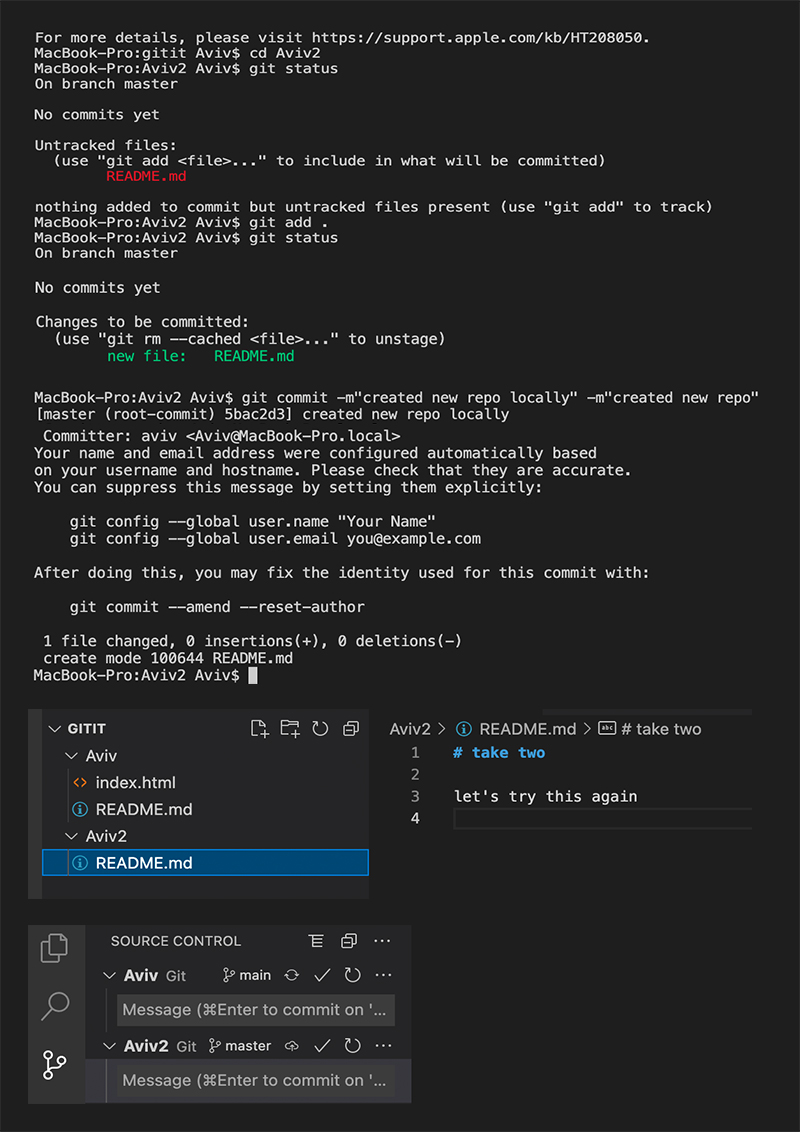 For more details, please visit https://support.apple.com/kb/HT208050.
MacBook-Pro:gitit Aviv$ cd Aviv2
MacBook-Pro:Aviv2 Aviv$ git status
On branch master
No commits yet
Untracked files:
(use "git add <file>..." to include in what will be committed)
README.md
nothing added to commit but untracked files present (use "git add" to track)
MacBook-Pro:Aviv2 Aviv$ git add .
MacBook-Pro:Aviv2 Aviv$ git status
On branch master
No commits yet
Changes to be committed:
(use "git rm --cached <file>..." to unstage)
new file:   README.md
MacBook-Pro:Aviv2 Aviv$ git commit -m"created new repo locally" -m"created new repo"
[master (root-commit) 5bac2d3] created new repo locally
Committer: aviv <Aviv@MacBook-Pro.local>
Your name and email address were configured automatically based
on your username and hostname. Please check that they are accurate.
You can suppress this message by setting them explicitly:
git config --global user.name "Your Name"
git config --global user.email you@example.com
After doing this, you may fix the identity used for this commit with:
git commit --amend --reset-author
1 file changed, 0 insertions(+), 0 deletions(-)
create mode 100644 README.md
MacBook-Pro:Aviv2 Aviv$
GITIT
Aviv
<> index.html
README.md
Aviv2
README.md
Aviv2 > README.md > abc # take two
1 # take two
2
3 let's try this again
4
SOURCE CONTROL
Aviv Git main
Message (⌘Enter to commit on '...
Aviv2 Git master
Message (⌘Enter to commit on '...